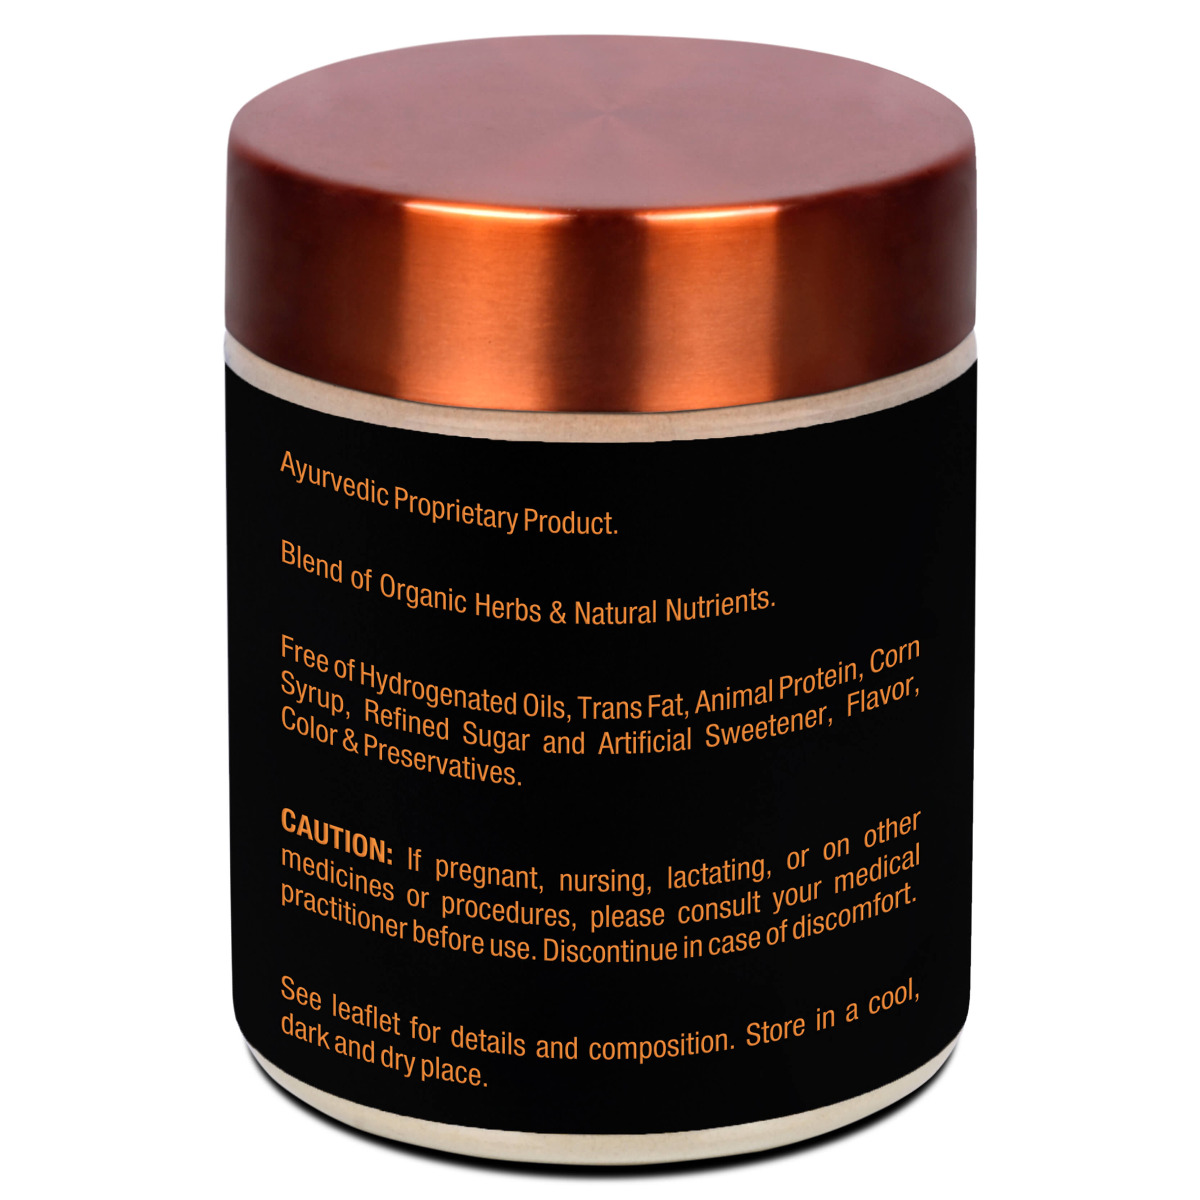 Ayurvedic Proprietary Product.
Blend of Organic Herbs & Natural Nutrients.
Free of Hydrogenated Oils, Trans Fat, Animal Protein, Corn
Syrup, Refined Sugar and Artificial Sweetener, Flavor,
Color & Preservatives.
CAUTION: If pregnant, nursing, lactating, or on other
medicines or procedures, please consult your medical
practitioner before use. Discontinue in case of discomfort.
See leaflet for details and composition. Store in a cool,
dark and dry place.